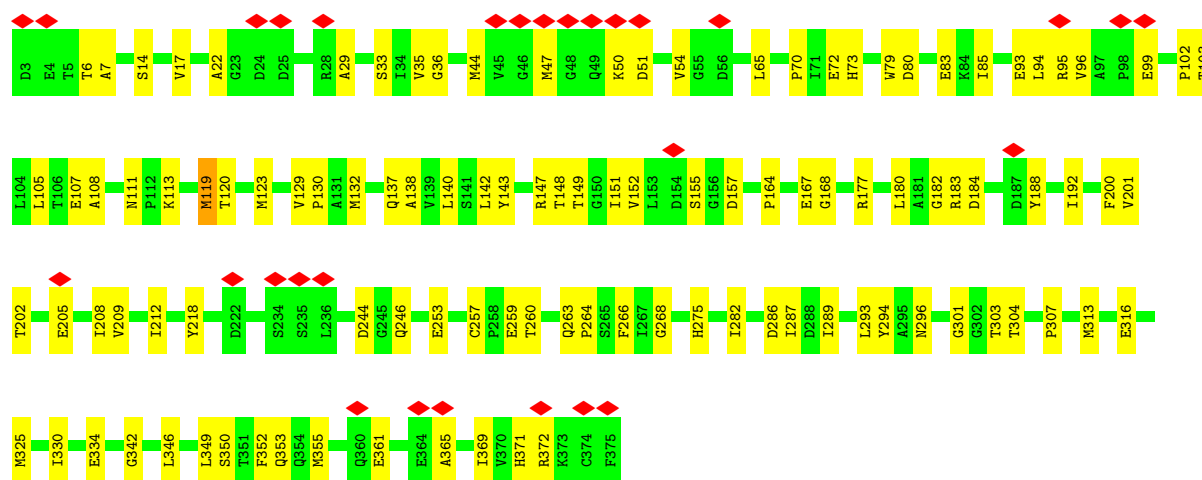 D3 E4 T5 T6 A7 S14 V17 A22 G23 D24 D25 R28 A29 S33 I34 V35 G36 M44 V45 G46 M47 G48 Q49 K50 D51 V54 G55 D56 L65 P70 I71 E72 H73 W79 D80 E83 K84 I85 E93 L94 R95 V96 A97 P98 E99 P102
L104 L105 T106 E107 A108 N111 P112 K113 M119 T120 M123 V129 P130 A131 M132 Q137 A138 V139 L140 S141 L142 Y143 R147 T148 T149 G150 I151 V152 L153 D154 S155 G156 D157 P164 E167 G168 R177 L180 A181 G182 R183 D184 D187 Y188 I192 F200 V201
T202 E205 I208 V209 I212 Y218 D222 S234 S235 L236 D244 G245 Q246 E253 C257 P258 E259 T260 Q263 P264 S265 F266 I267 G268 H275 I282 D286 I287 D288 I289 L293 Y294 A295 N296 G301 G302 T303 T304 P307 M313 E316
M325 I330 E334 G342 L346 L349 S350 T351 F352 Q353 Q354 M355 Q360 E361 E364 A365 I369 V370 H371 R372 K373 C374 F375